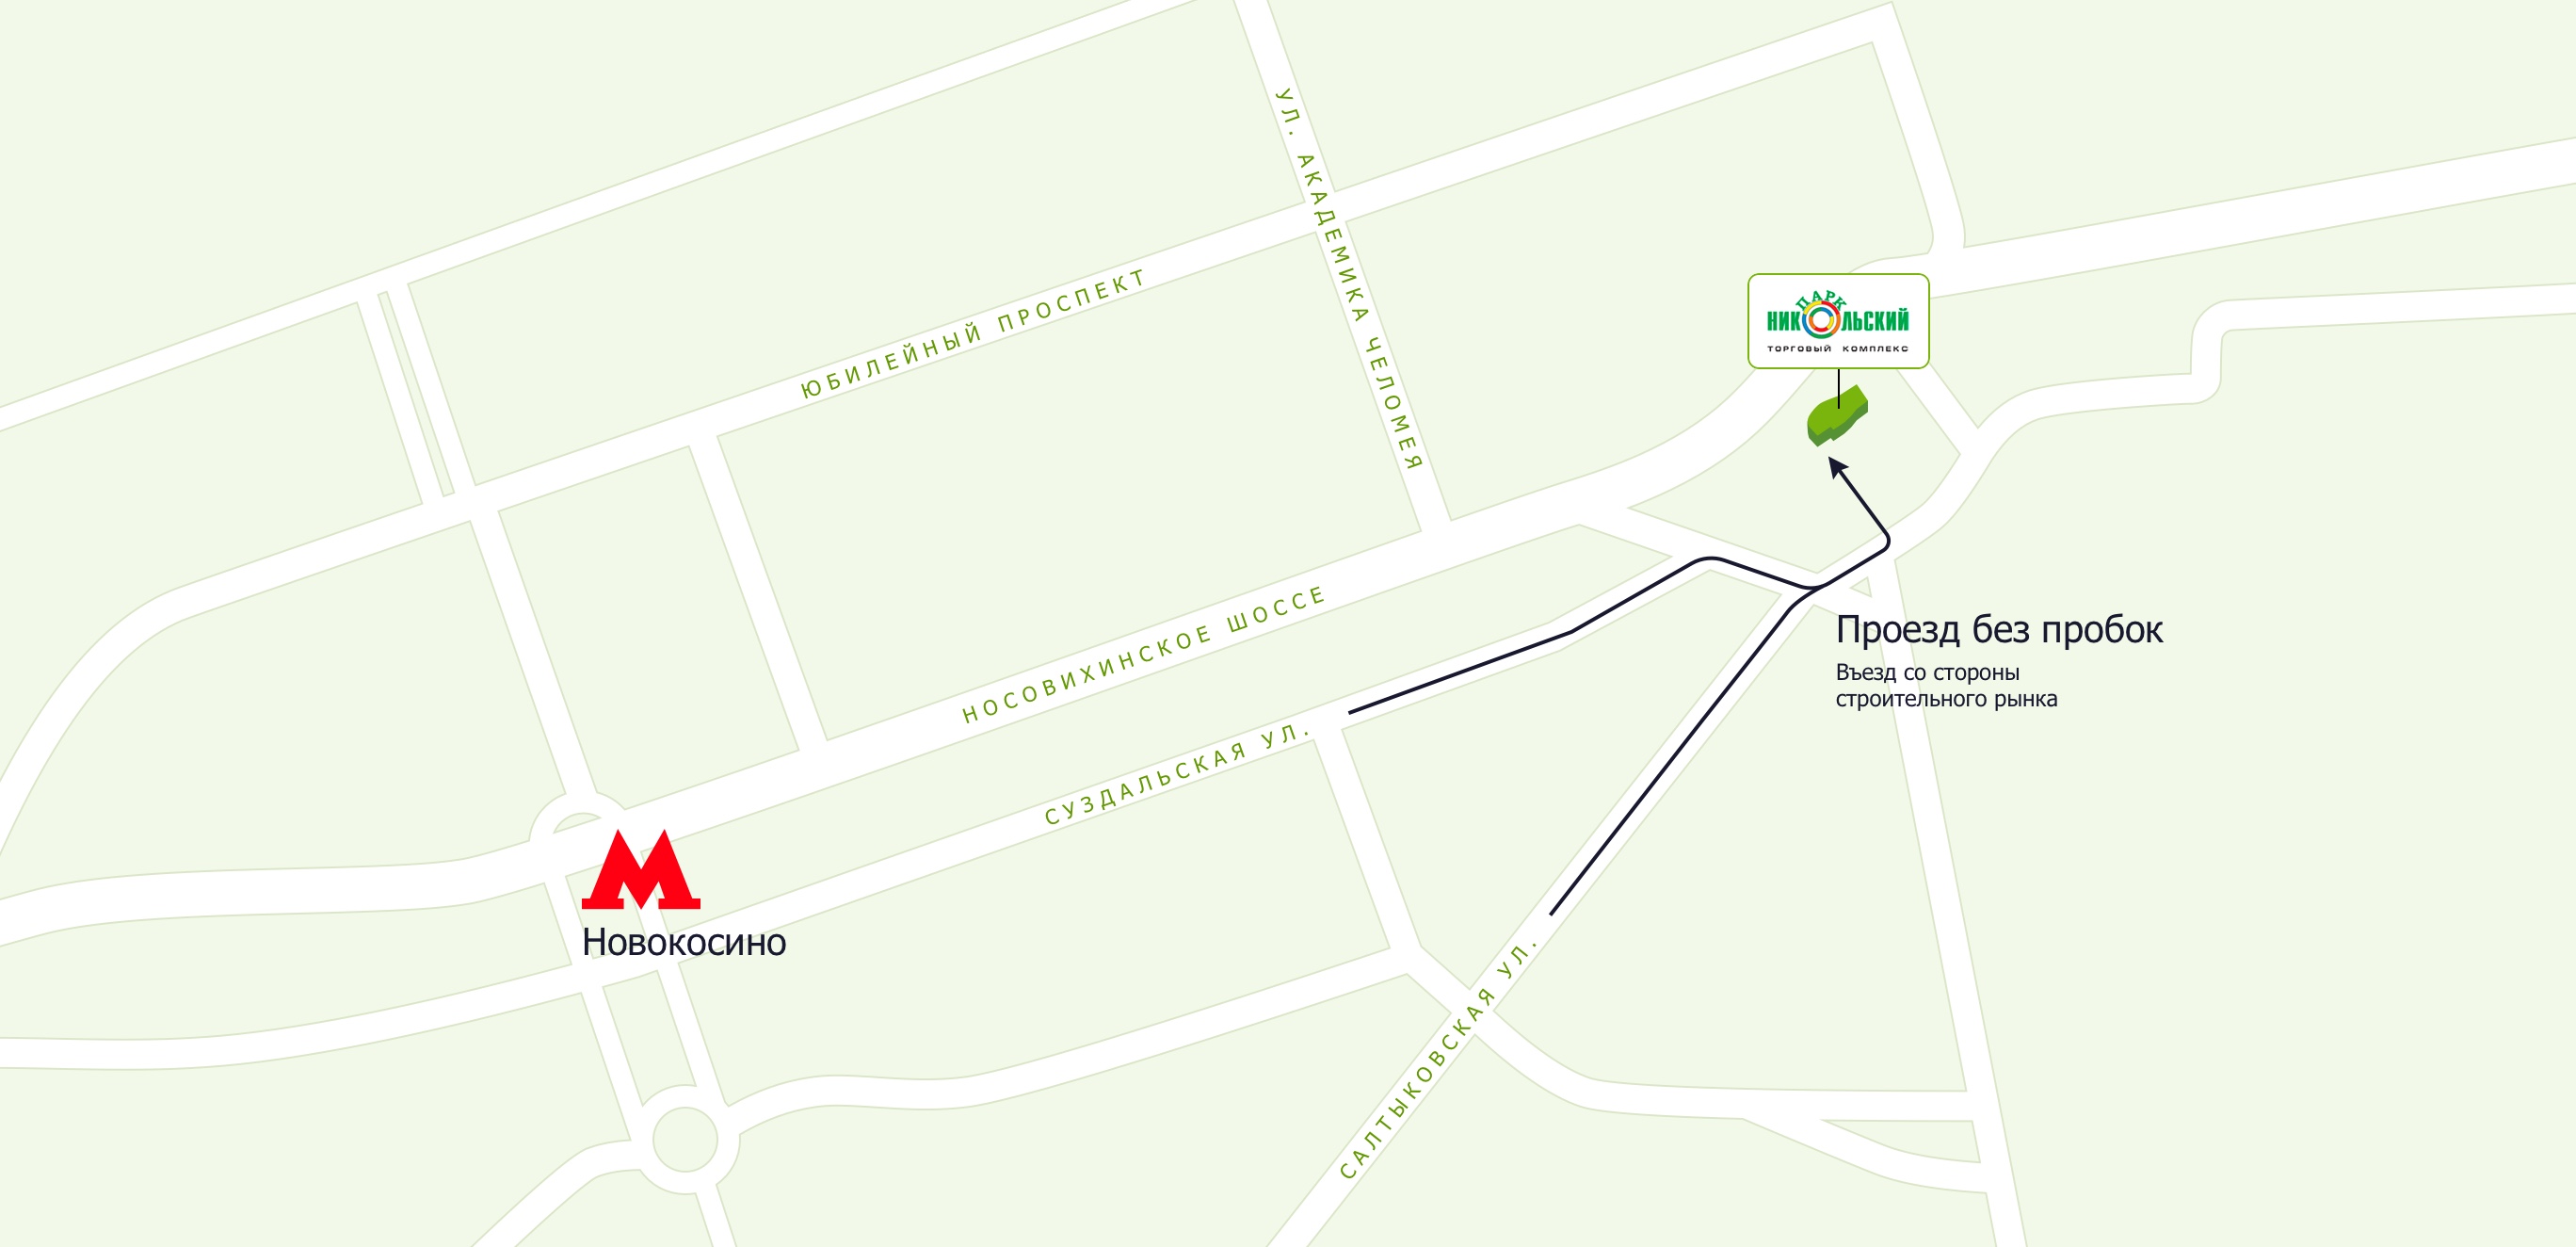 УЛ. АКАДЕМИКА ЧЕЛОМЕЯ
ЮБИЛЕЙНЫЙ ПРОСПЕКТ
ПАРК
НИКОЛЬСКИЙ
ТОРГОВЫЙ КОМПЛЕКС
НОСОВИХИНСКОЕ ШОССЕ
Проезд без пробок
Въезд со стороны
строительного рынка
СУЗДАЛЬСКАЯ УЛ.
Новокосино
САЛТЫКОВСКАЯ УЛ.